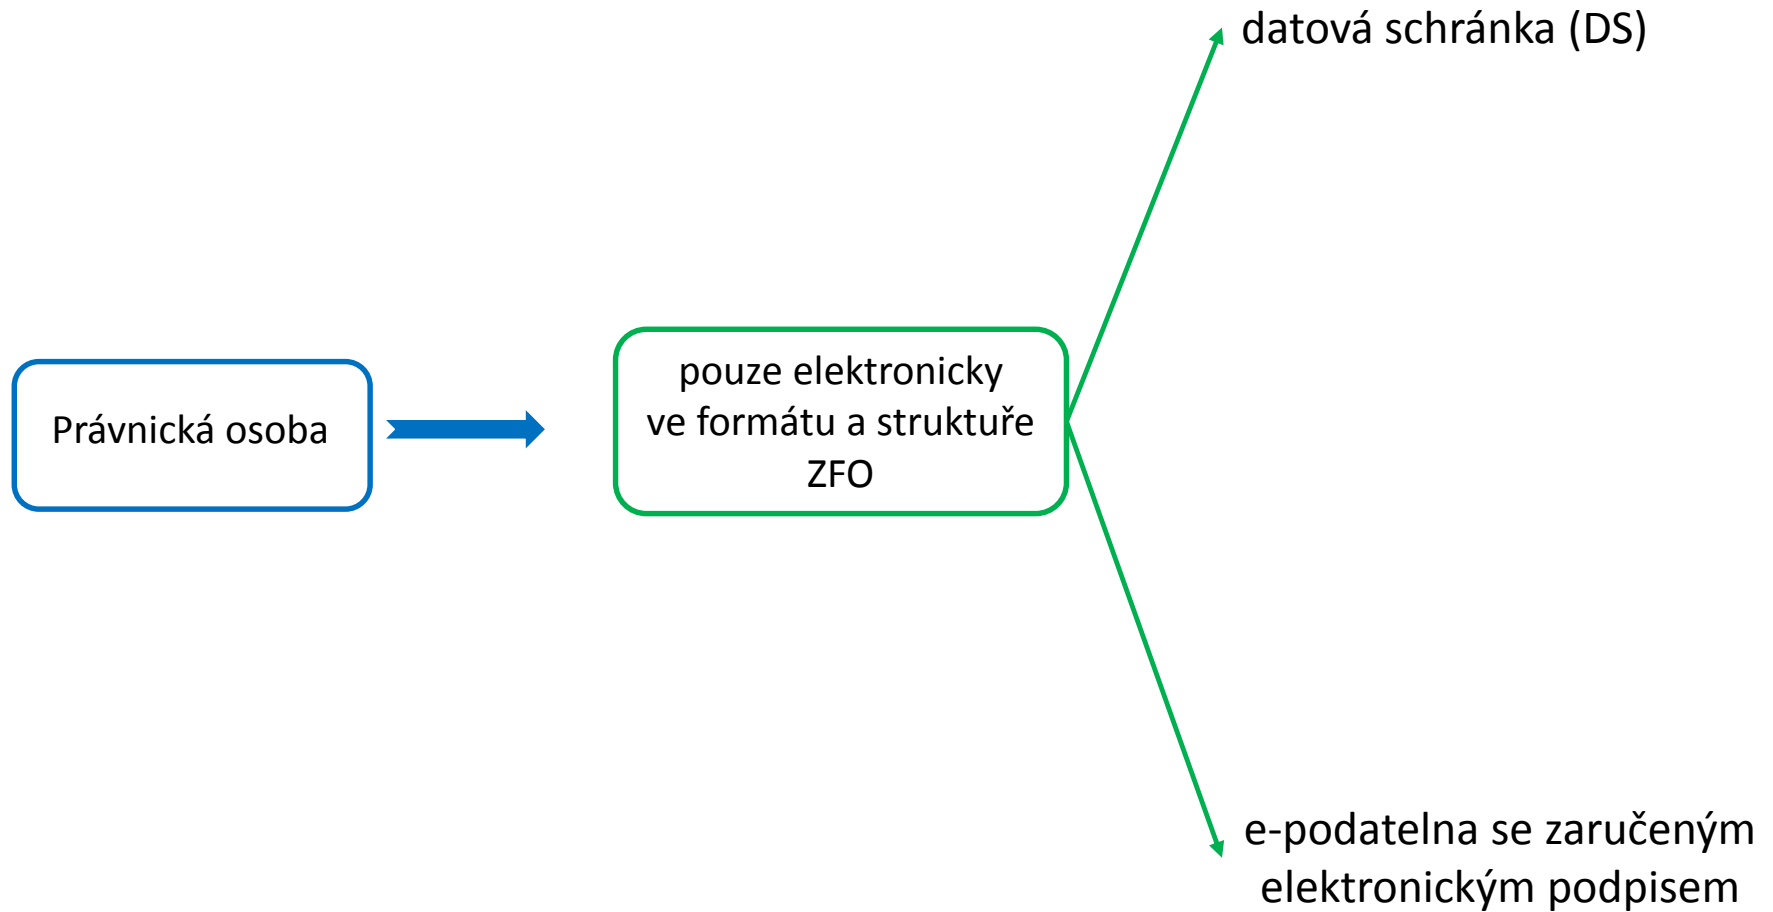 datová schránka (DS)
Právnická osoba
pouze elektronicky
ve formátu a struktuře
ZFO
e-podatelna se zaručeným
elektronickým podpisem